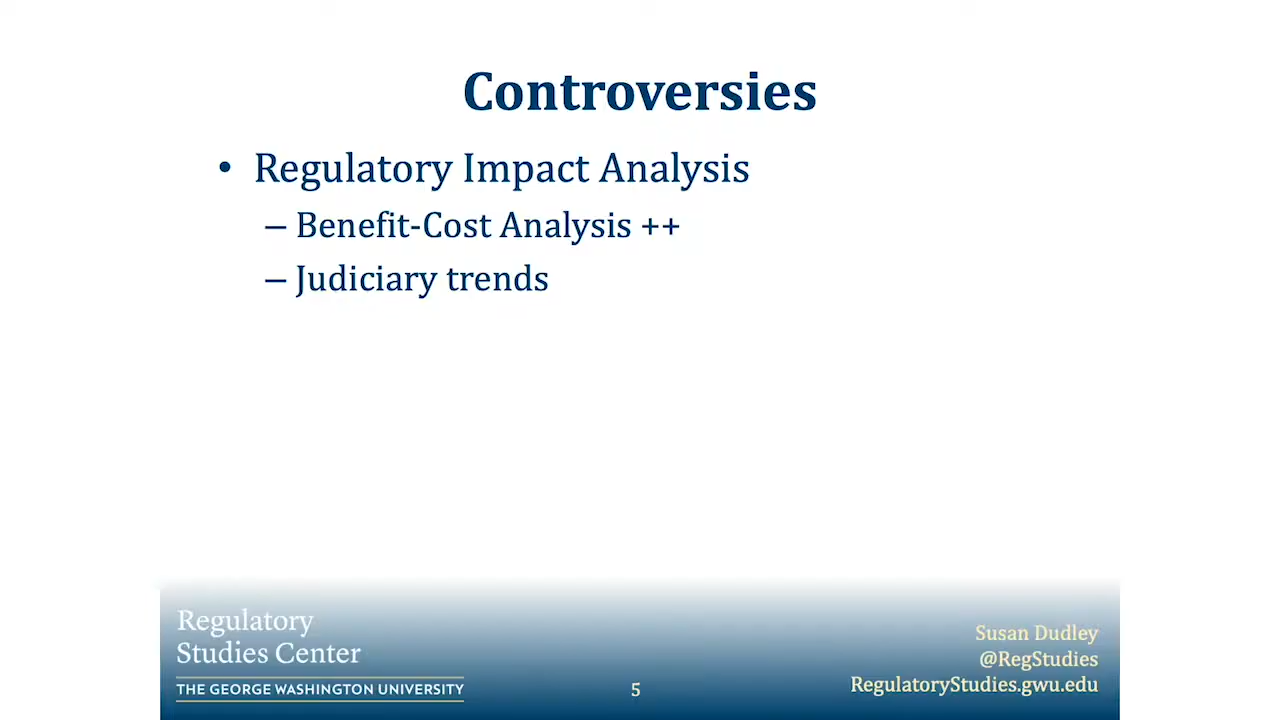 Controversies
• Regulatory Impact Analysis
– Benefit-Cost Analysis ++
– Judiciary trends
Regulatory
Studies Center
THE GEORGE WASHINGTON UNIVERSITY
5
Susan Dudley
@RegStudies
RegulatoryStudies.gwu.edu